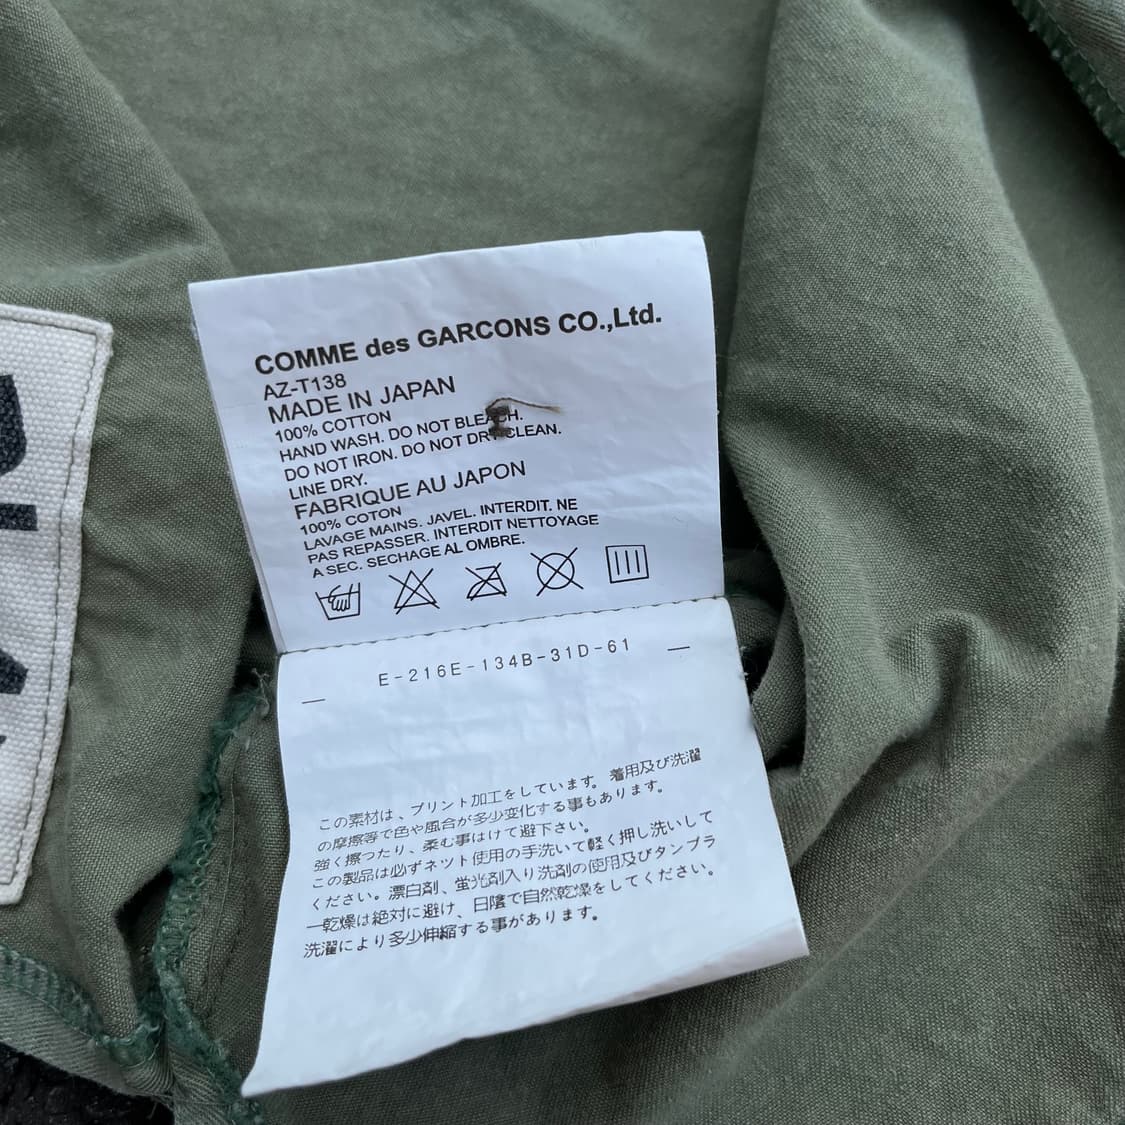 COMME des GARCONS CO.,Ltd.
AZ-T138
MADE IN JAPAN
100% COTTON
HAND WASH. DO NOT BLEACH.
DO NOT IRON. DO NOT DRY CLEAN.
LINE DRY.
FABRIQUE AU JAPON
100% COTON
LAVAGE MAINS. JAVEL. INTERDIT. NE
PAS REPASSER. INTERDIT NETTOYAGE
A SEC. SECHAGE AL OMBRE.
E-216E-134B-31D-61
この素材は、プリント加工をしています。着用及び洗濯
の摩擦等で色や風合が多少変化する事もあります。
強く擦つたり、柔む事はけて避下さい。
この製品は必ずネット使用の手洗いて軽く押し洗いして
ください。漂白剤、蛍光剤入り洗剤の使用及びタンブラ
ー乾燥は絶対に避け、日陰で自然乾燥をしてください。
洗濯により多少伸縮する事があります。